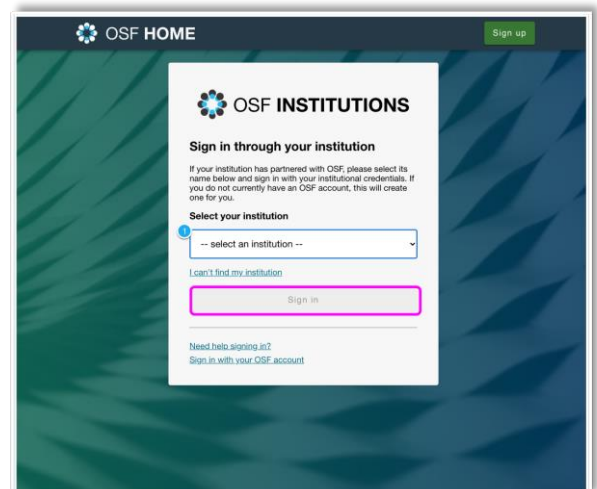 OSF HOME
Sign up
OSF INSTITUTIONS
Sign in through your institution
If your institution has partnered with OSF, please select its
name below and sign in with your institutional credentials. If
you do not currently have an OSF account, this will create
one for you.
Select your institution
1
-- select an institution --
I can't find my institution
Sign in
Need help signing in?
Sign in with your OSF account